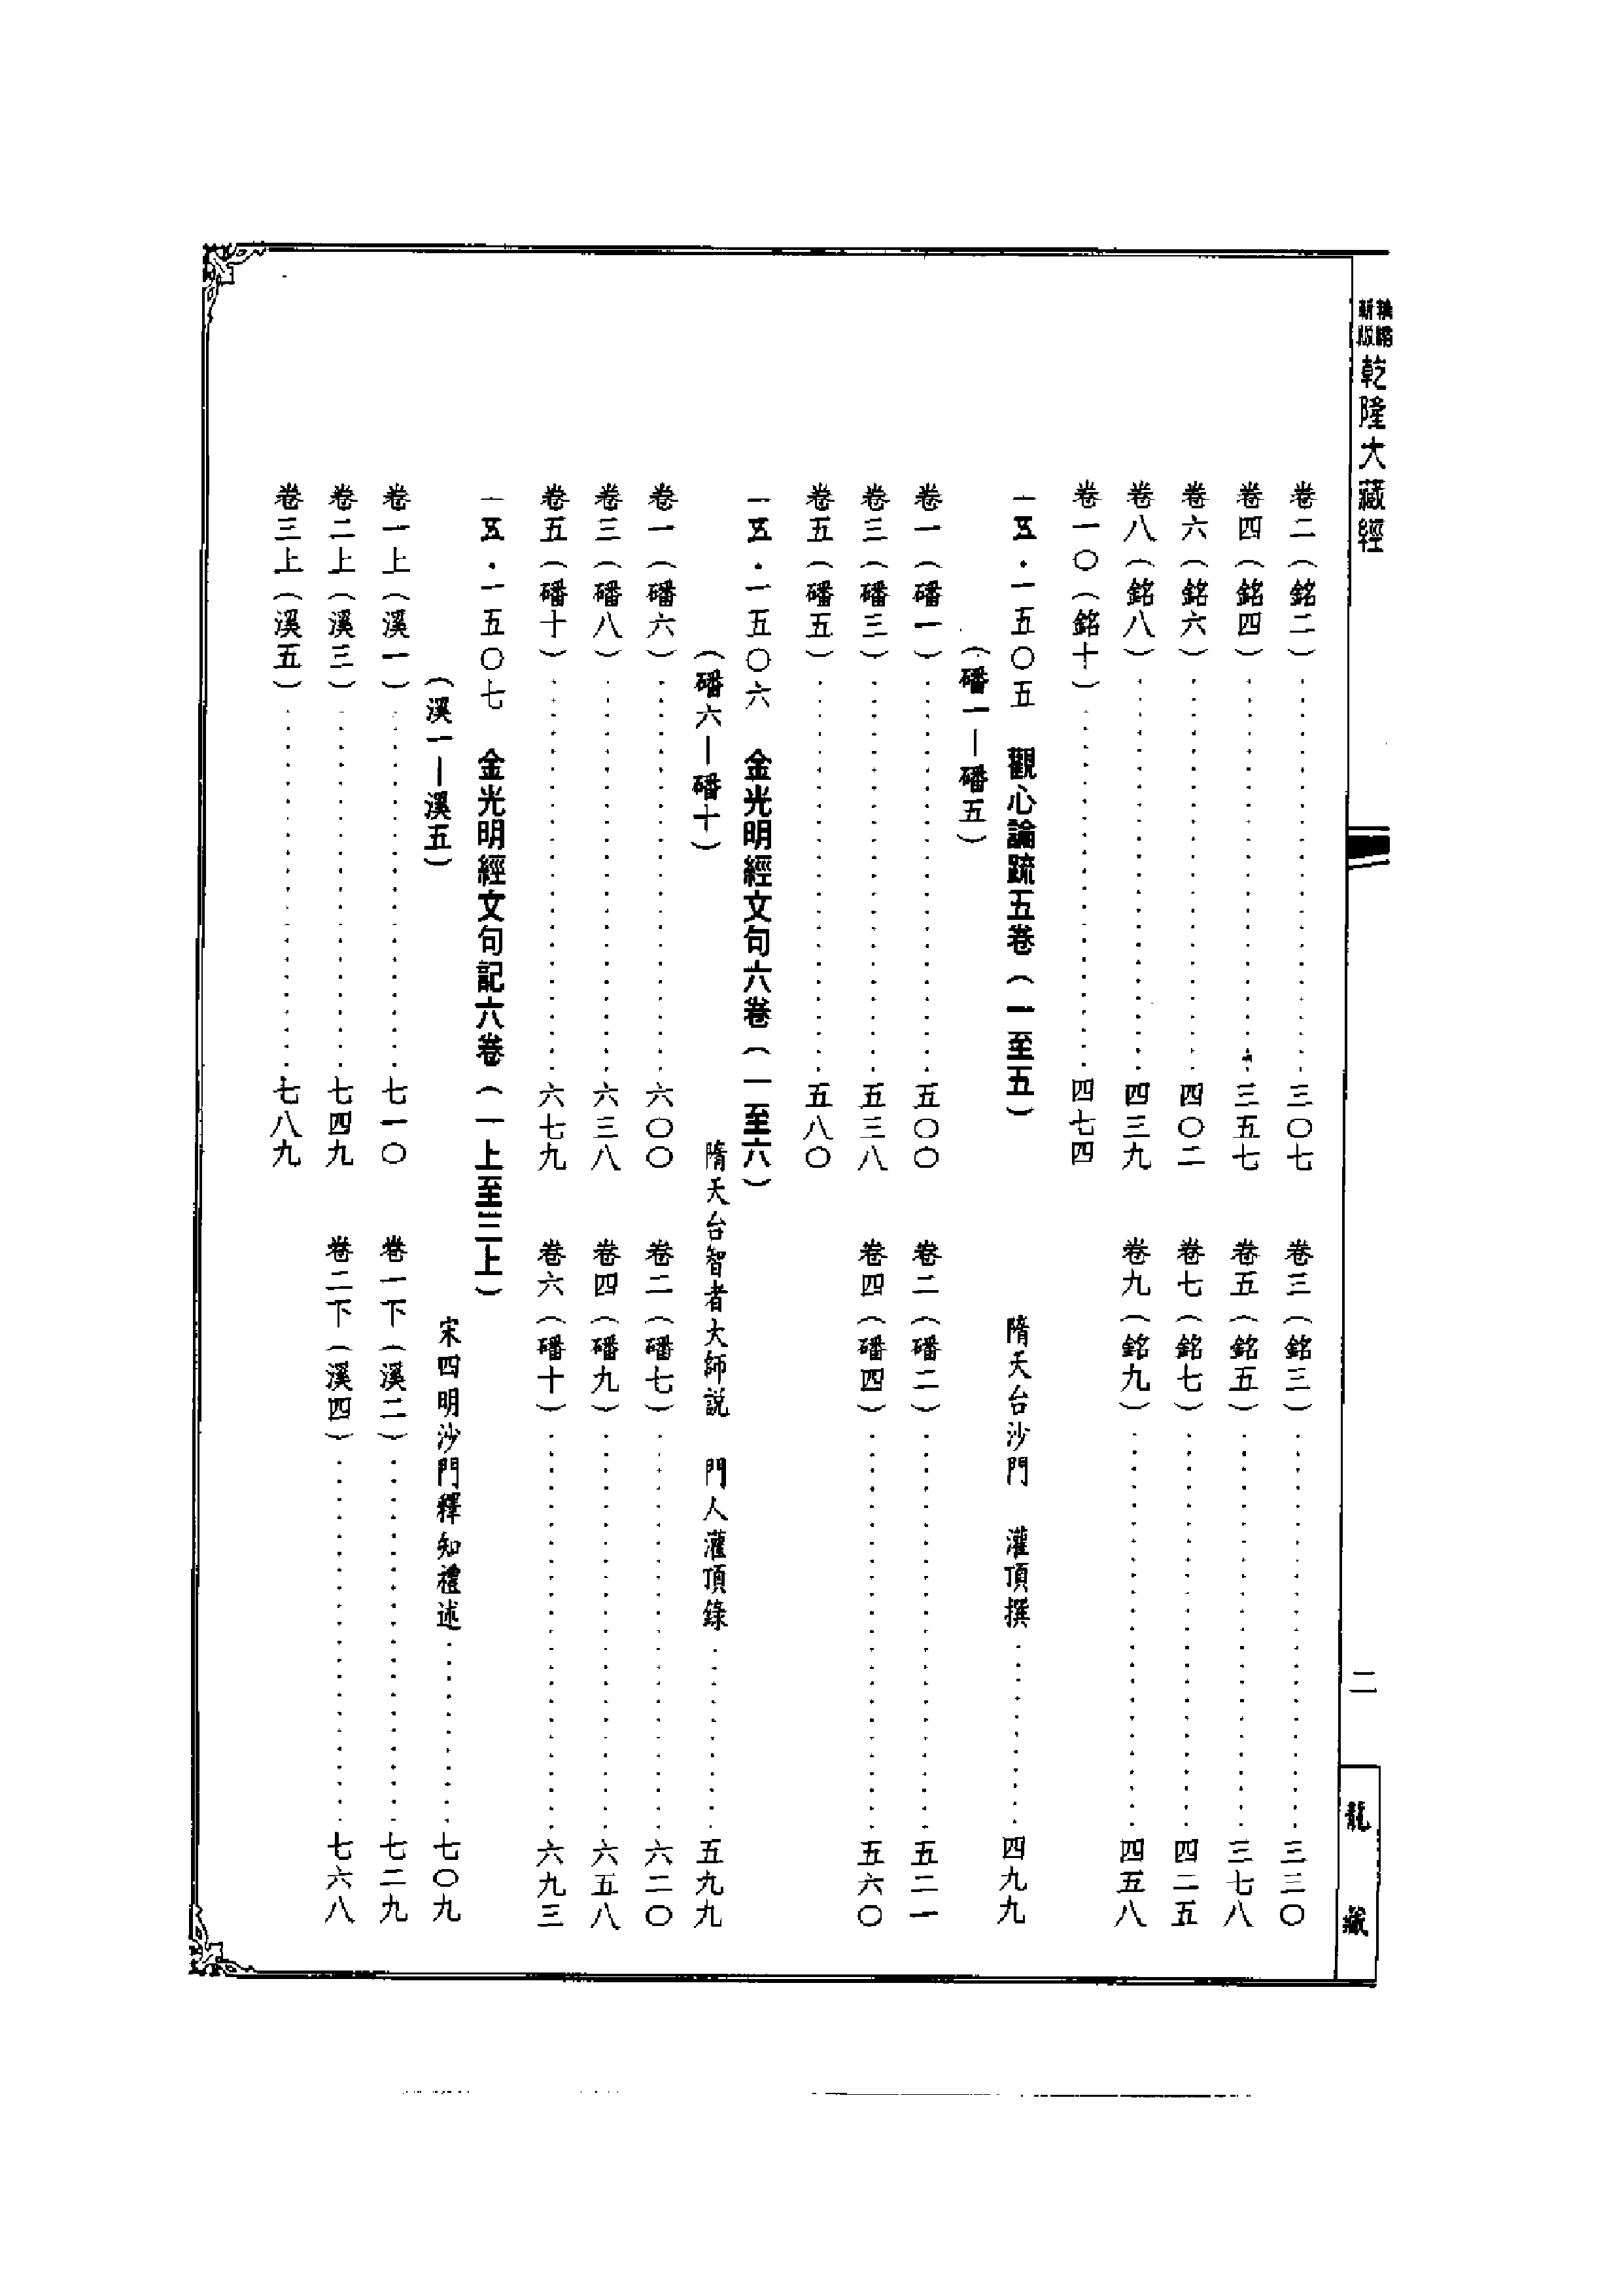 精縮新版 乾隆大藏經
二
龍藏
卷二（銘二）…………三〇七 卷三（銘三）…………三三〇
卷四（銘四）…………三五七 卷五（銘五）…………三七八
卷六（銘六）…………四〇二 卷七（銘七）…………四二五
卷八（銘八）…………四三九 卷九（銘九）…………四五八
卷一〇（銘十）…………四七四
一五五・一五〇五 觀心論疏五卷（一至五） 隋天台沙門 灌頂撰…………四九九
（磻一—磻五）
卷一（磻一）…………五〇〇 卷二（磻二）…………五二一
卷三（磻三）…………五三八 卷四（磻四）…………五六〇
卷五（磻五）…………五八〇
一五五・一五〇六 金光明經文句六卷（一至六）
（磻六—磻十） 隋天台智者大師說 門人灌頂錄…………五九九
卷一（磻六）…………六〇〇 卷二（磻七）…………六二〇
卷三（磻八）…………六三八 卷四（磻九）…………六五八
卷五（磻十）…………六七九 卷六（磻十）…………六九三
一五五・一五〇七 金光明經文句記六卷（一上至三上）
（溪一—溪五） 宋四明沙門釋知禮述…………七〇九
卷一上（溪一）…………七一〇 卷一下（溪二）…………七二九
卷二上（溪三）…………七四九 卷二下（溪四）…………七六八
卷三上（溪五）…………七八九